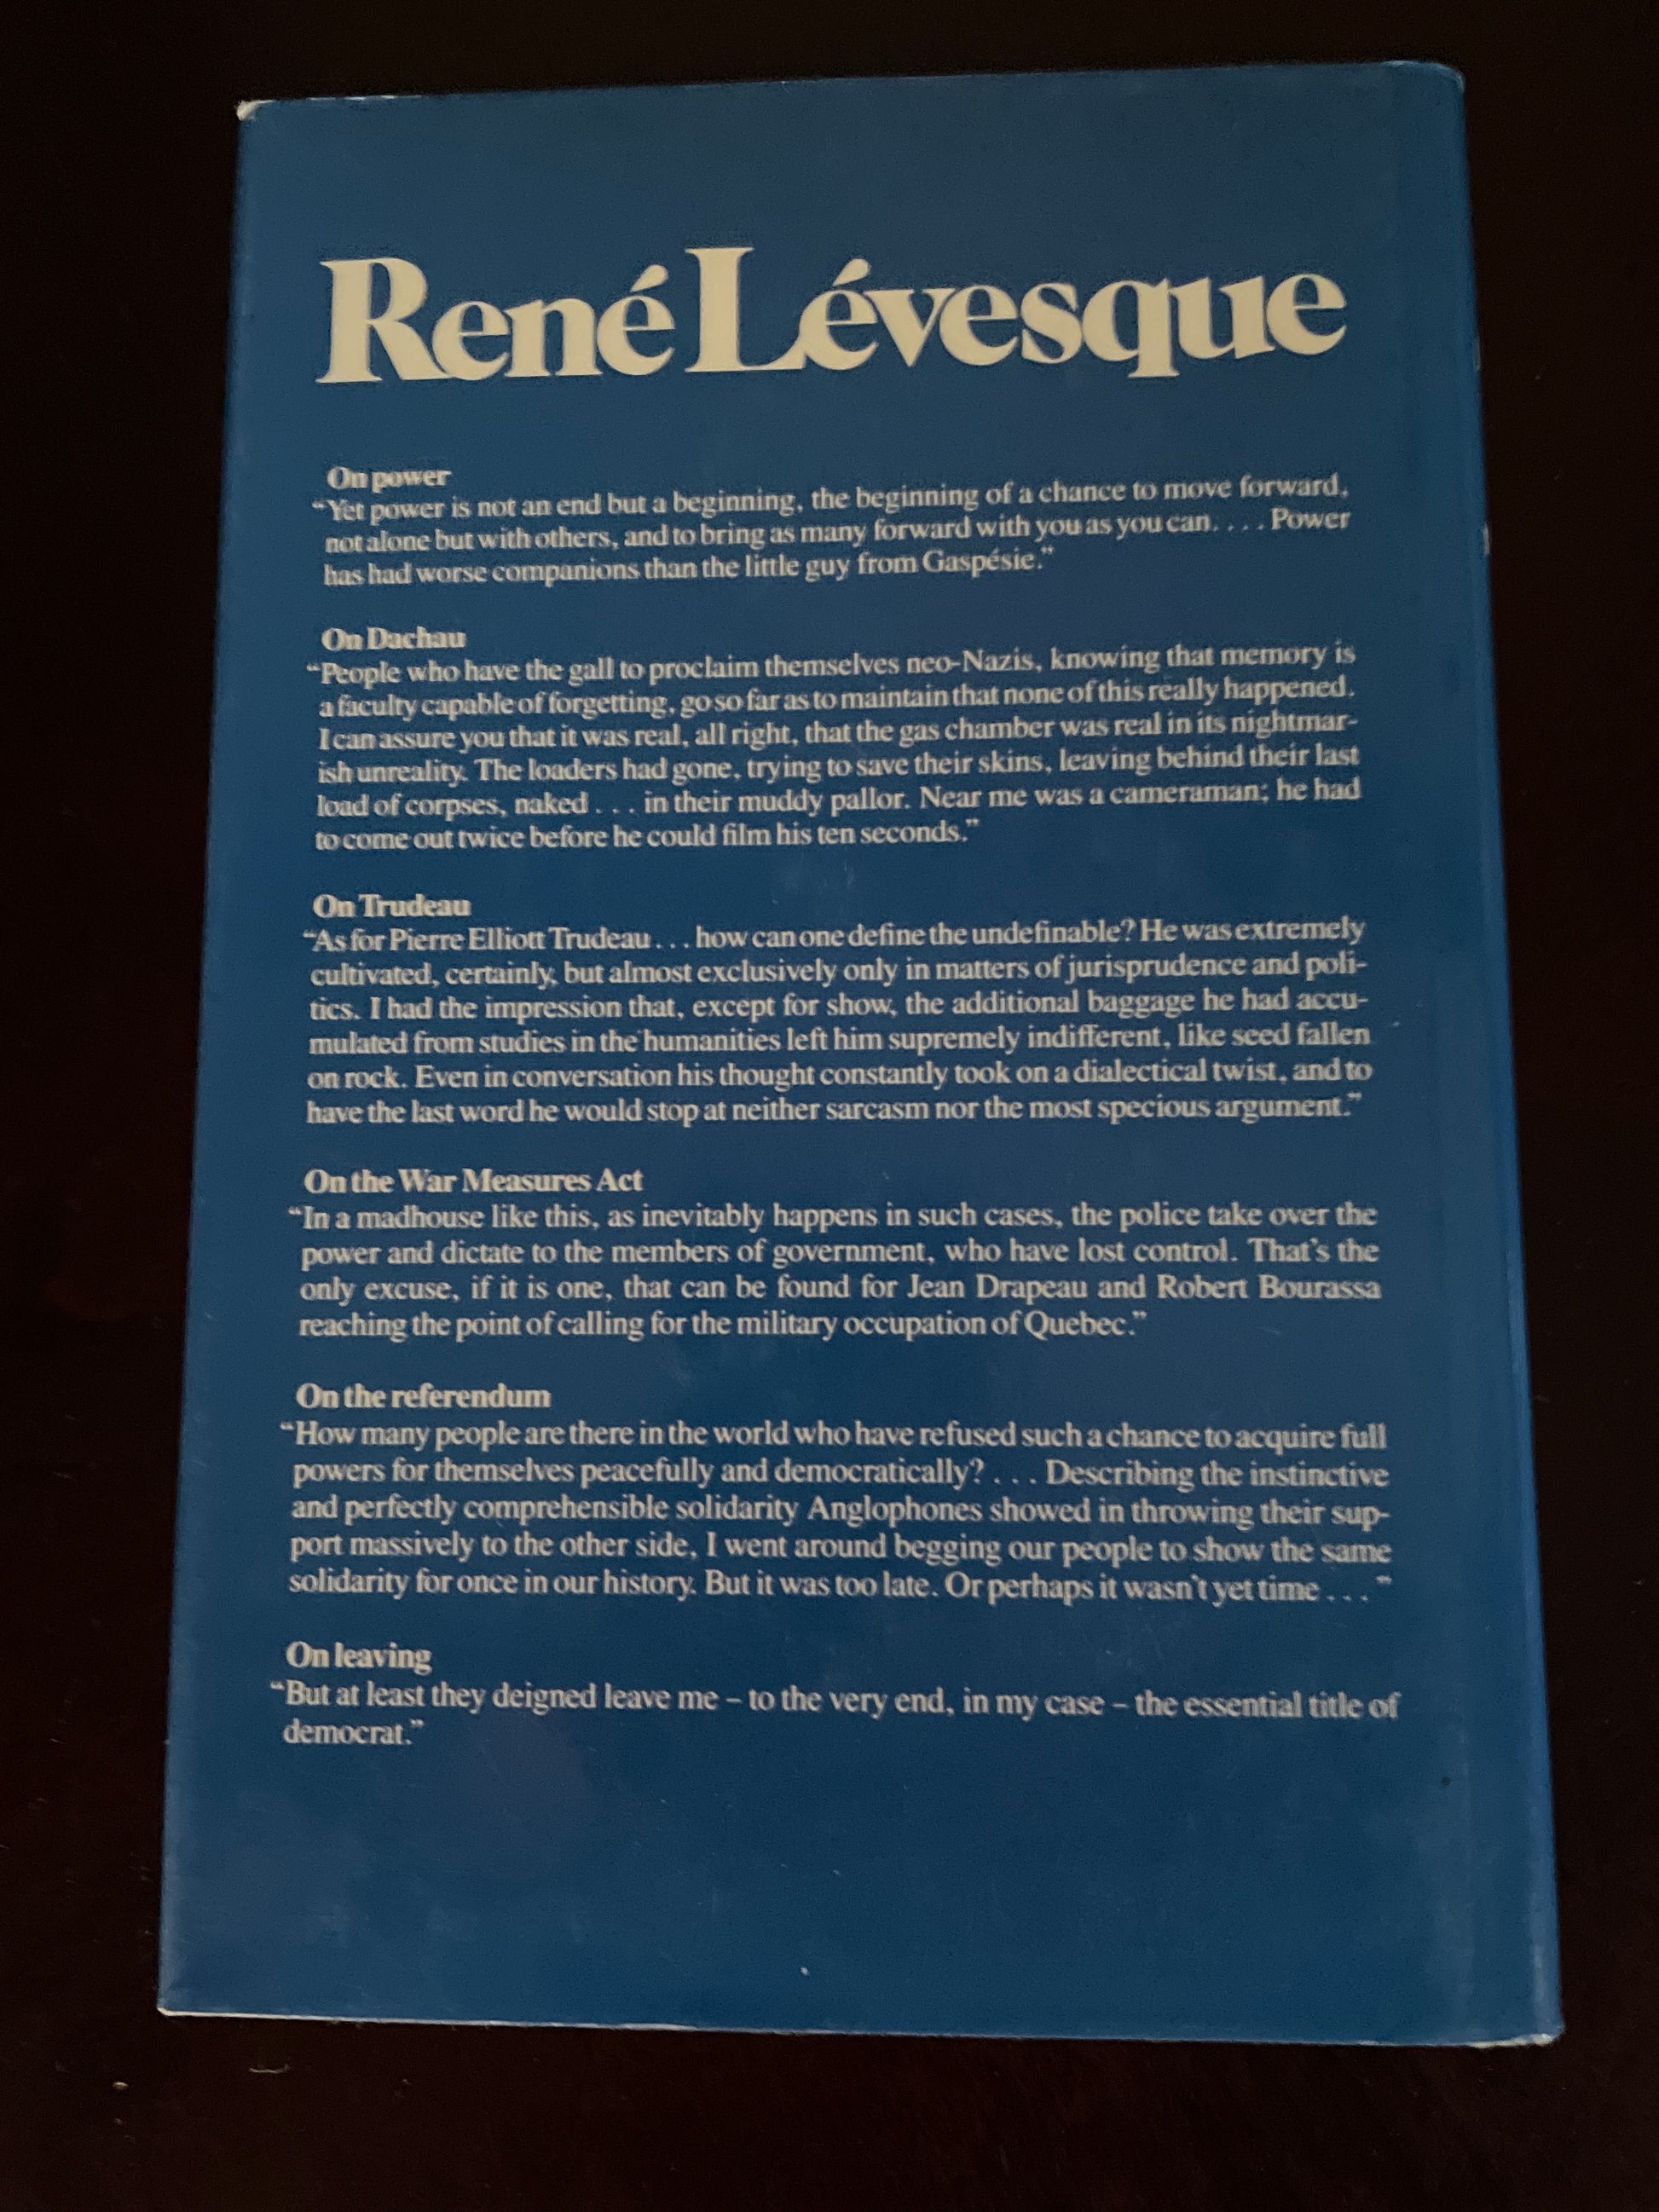 René Lévesque
On power
“Yet power is not an end but a beginning, the beginning of a chance to move forward,
not alone but with others, and to bring as many forward with you as you can. . . . Power
has had worse companions than the little guy from Gaspésie.”
On Dachau
“People who have the gall to proclaim themselves neo-Nazis, knowing that memory is
a faculty capable of forgetting, go so far as to maintain that none of this really happened.
I can assure you that it was real, all right, that the gas chamber was real in its nightmar-
ish unreality. The loaders had gone, trying to save their skins, leaving behind their last
load of corpses, naked . . . in their muddy pallor. Near me was a cameraman; he had
to come out twice before he could film his ten seconds.”
On Trudeau
“As for Pierre Elliott Trudeau . . . how can one define the undefinable? He was extremely
cultivated, certainly, but almost exclusively only in matters of jurisprudence and poli-
tics. I had the impression that, except for show, the additional baggage he had accu-
mulated from studies in the humanities left him supremely indifferent, like seed fallen
on rock. Even in conversation his thought constantly took on a dialectical twist, and to
have the last word he would stop at neither sarcasm nor the most specious argument.”
On the War Measures Act
“In a madhouse like this, as inevitably happens in such cases, the police take over the
power and dictate to the members of government, who have lost control. That’s the
only excuse, if it is one, that can be found for Jean Drapeau and Robert Bourassa
reaching the point of calling for the military occupation of Quebec.”
On the referendum
“How many people are there in the world who have refused such a chance to acquire full
powers for themselves peacefully and democratically? . . . Describing the instinctive
and perfectly comprehensible solidarity Anglophones showed in throwing their sup-
port massively to the other side, I went around begging our people to show the same
solidarity for once in our history. But it was too late. Or perhaps it wasn’t yet time . . . ”
On leaving
“But at least they deigned leave me – to the very end, in my case – the essential title of
democrat.”